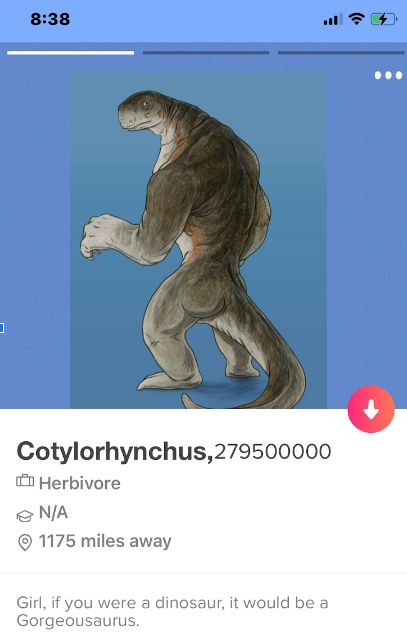 8:38
Cotylorhynchus,279500000
Herbivore
N/A
1175 miles away
Girl, if you were a dinosaur, it would be a
Gorgeousaurus.